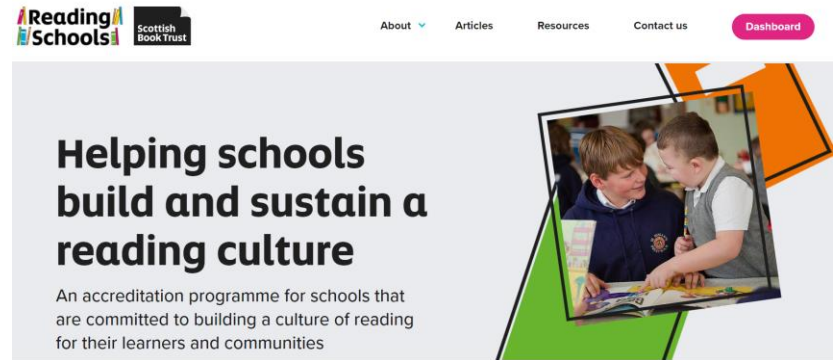 Reading
Schools
Scottish
Book Trust
About
Articles
Resources
Contact us
Dashboard
Helping schools
build and sustain a
reading culture
An accreditation programme for schools that
are committed to building a culture of reading
for their learners and communities